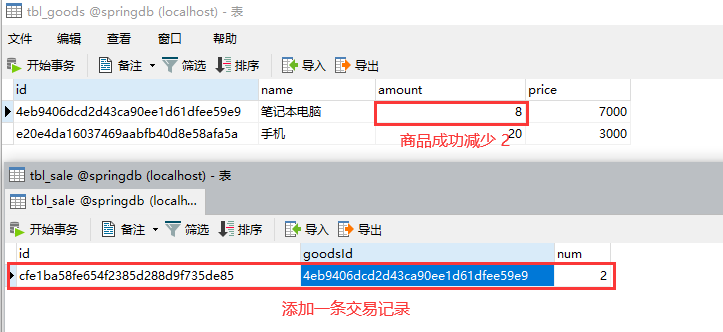 tbl_goods @springdb (localhost) - 表
文件 编辑 查看 窗口 帮助
开始事务 备注 筛选 排序 导入 导出
id name amount price
4eb9406dcd2d43ca90ee1d61dfee59e9 笔记本电脑 8 7000
e20e4da16037469aabfb40d8e58afa5a 手机 20 3000
商品成功减少 2
tbl_sale @springdb (localhost) - 表
tbl_sale @springdb (localho...
开始事务 备注 筛选 排序 导入 导出
id goodsId num
cfe1ba58fe654f2385d288d9f735de85 4eb9406dcd2d43ca90ee1d61dfee59e9 2
添加一条交易记录